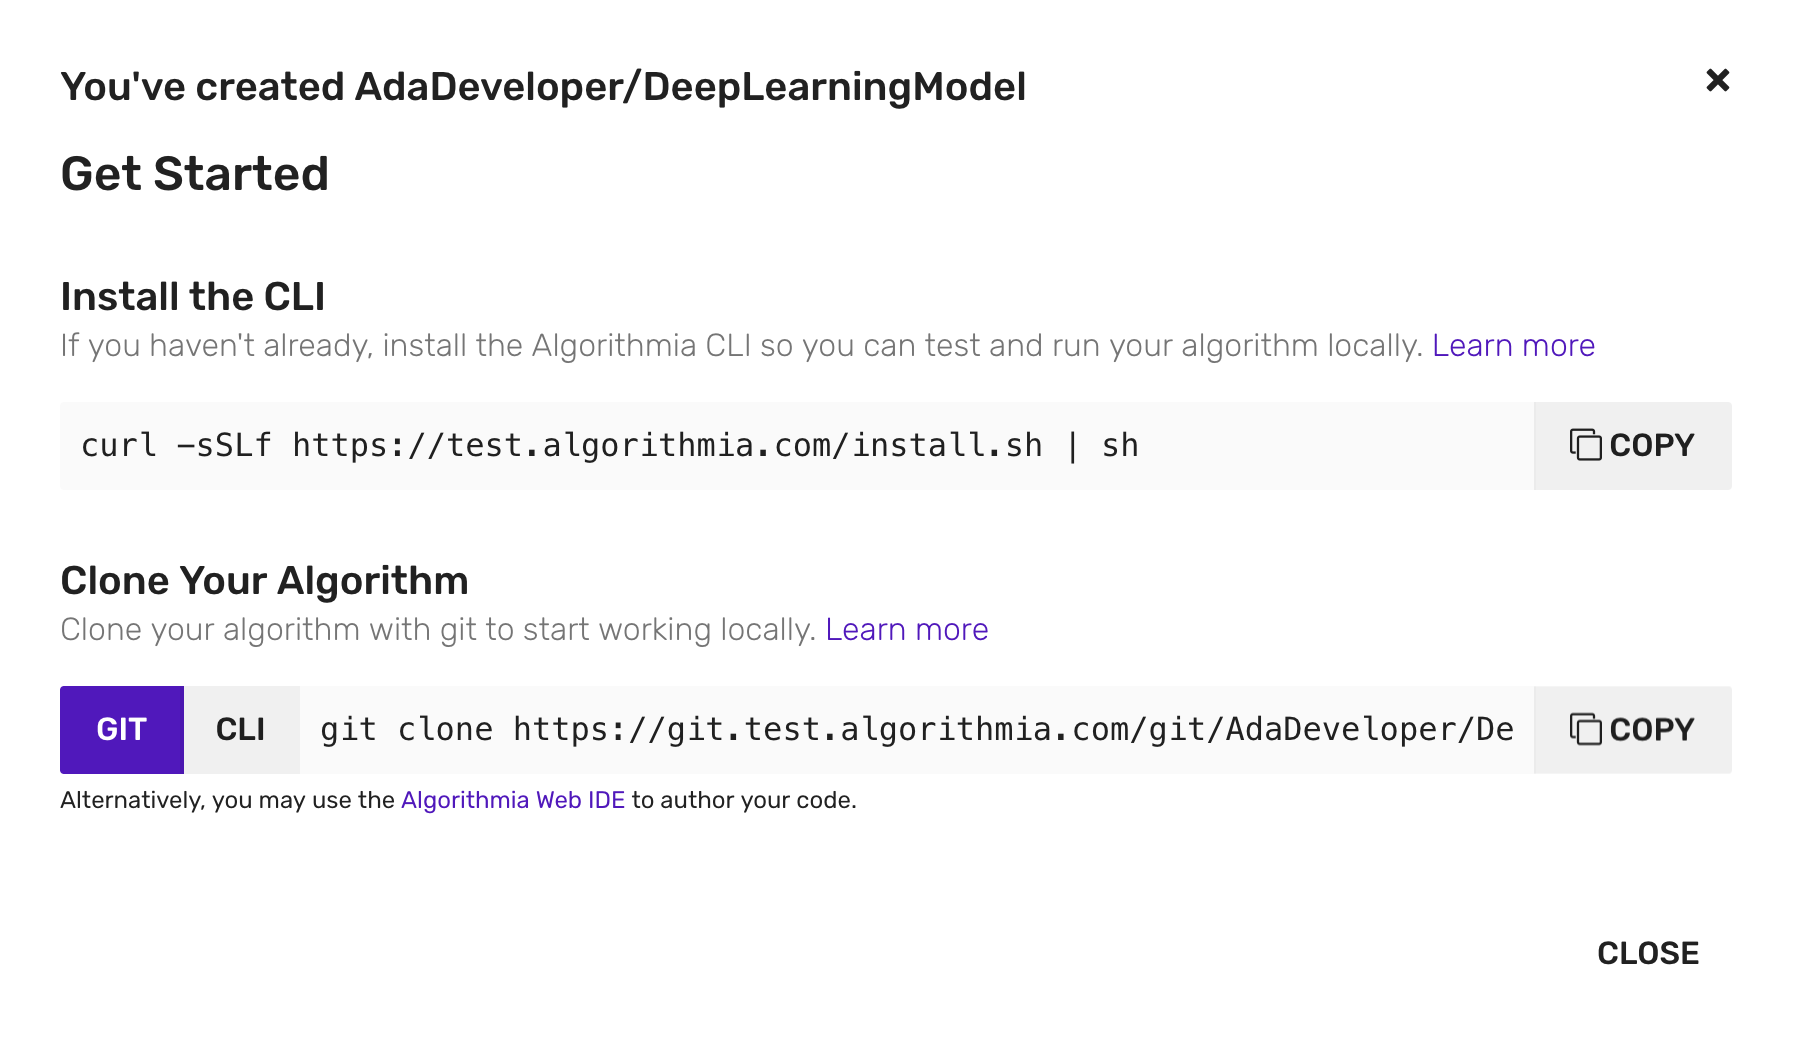 You've created AdaDeveloper/DeepLearningModel
Get Started
Install the CLI
If you haven't already, install the Algorithmia CLI so you can test and run your algorithm locally. Learn more
curl -sSLf https://test.algorithmia.com/install.sh | sh
COPY
Clone Your Algorithm
Clone your algorithm with git to start working locally. Learn more
GIT CLI git clone https://git.test.algorithmia.com/git/AdaDeveloper/De
COPY
Alternatively, you may use the Algorithmia Web IDE to author your code.
CLOSE